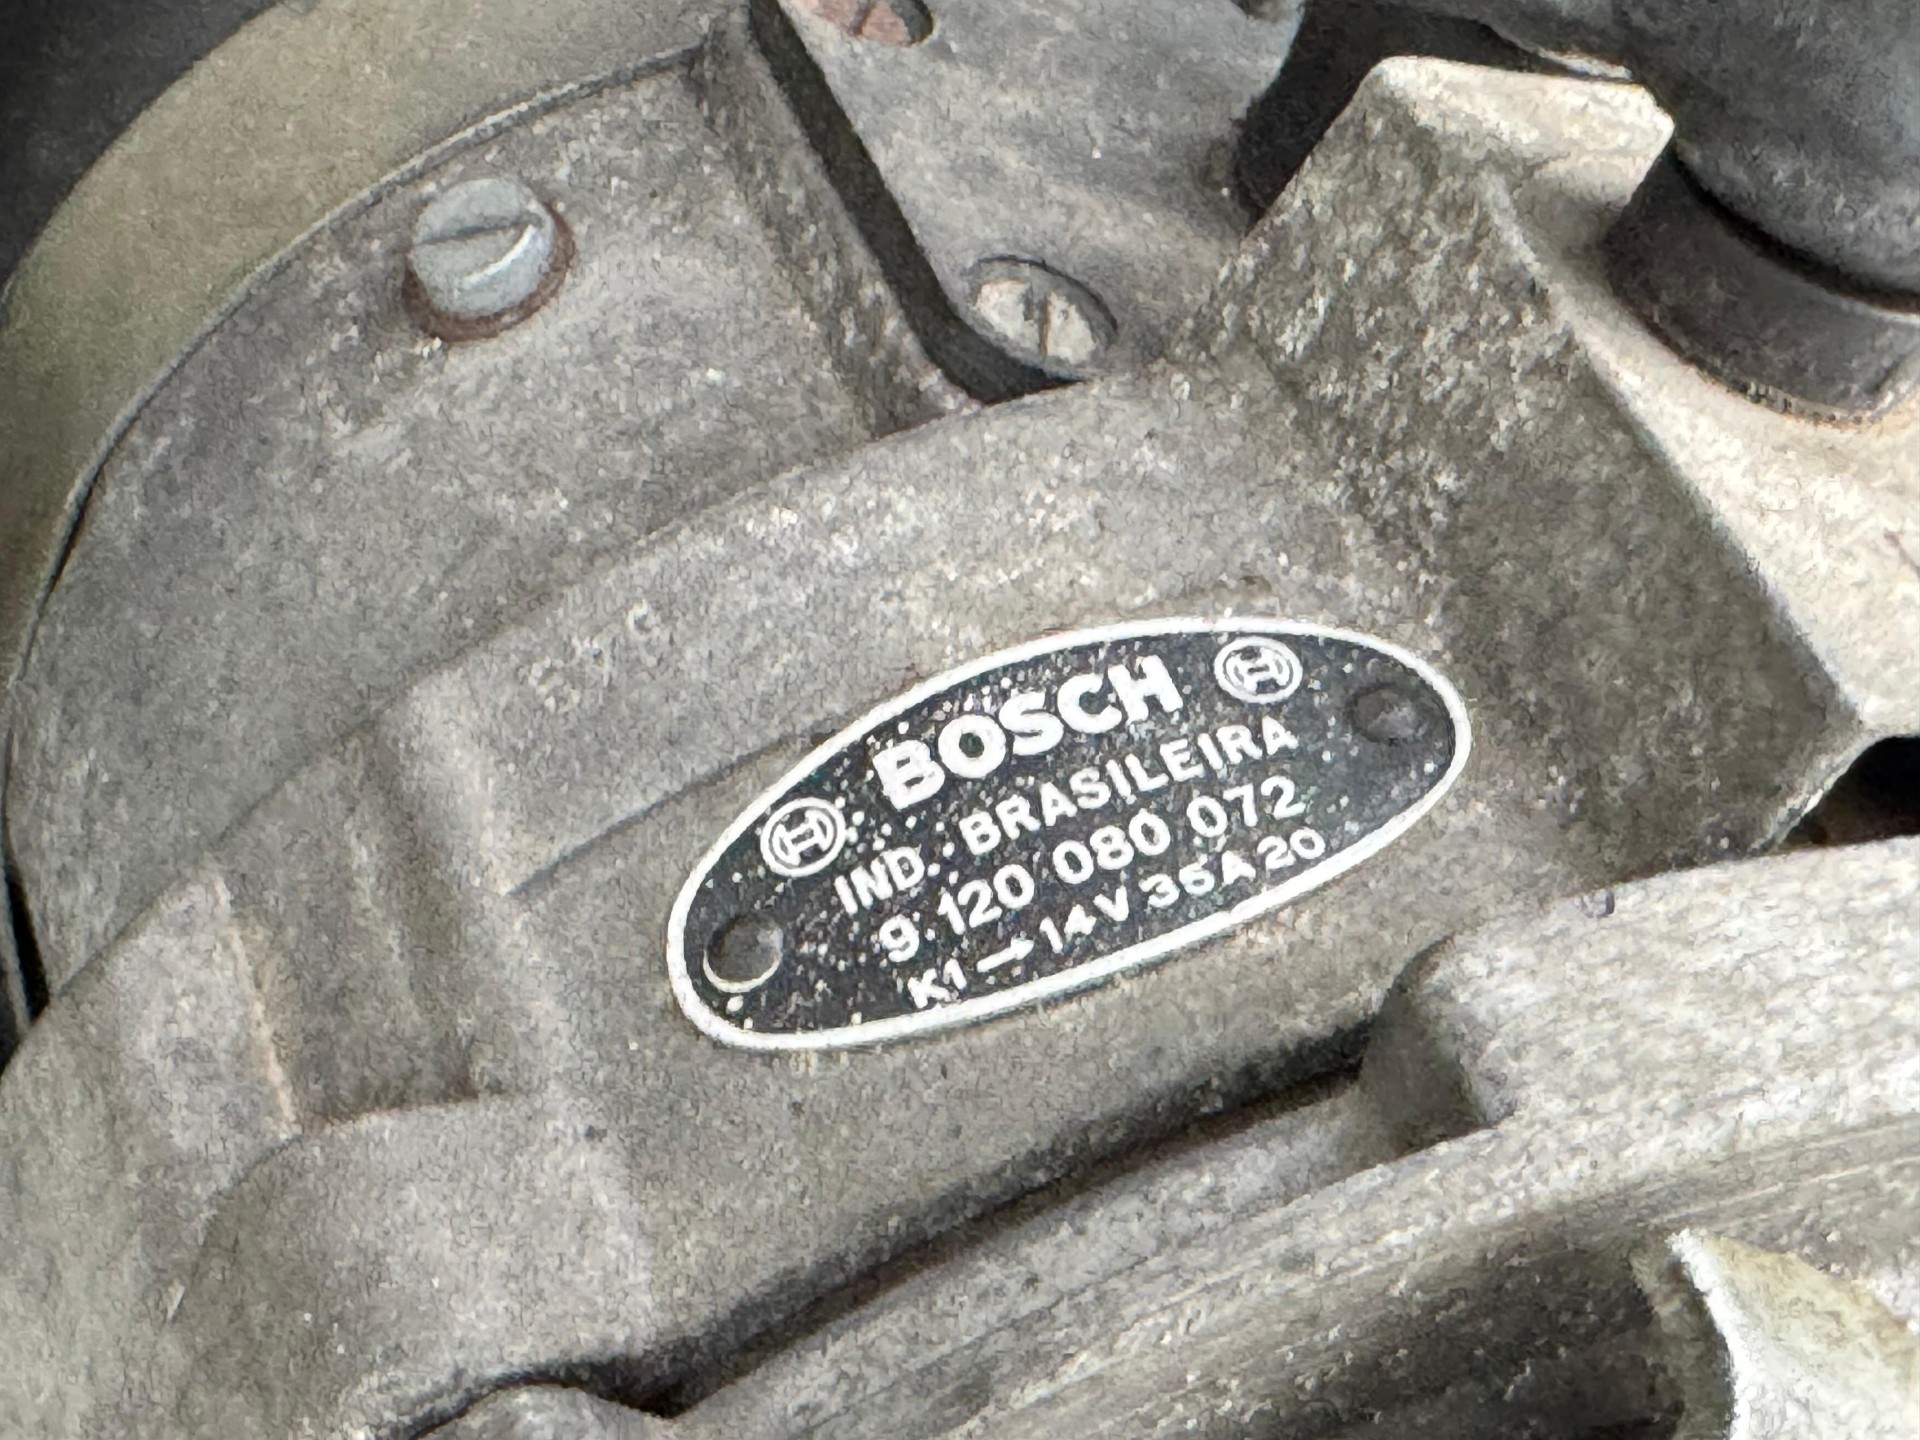 BOSCH
IND. BRASILEIRA
9 120 080 072
K1 → 14V 35A 20